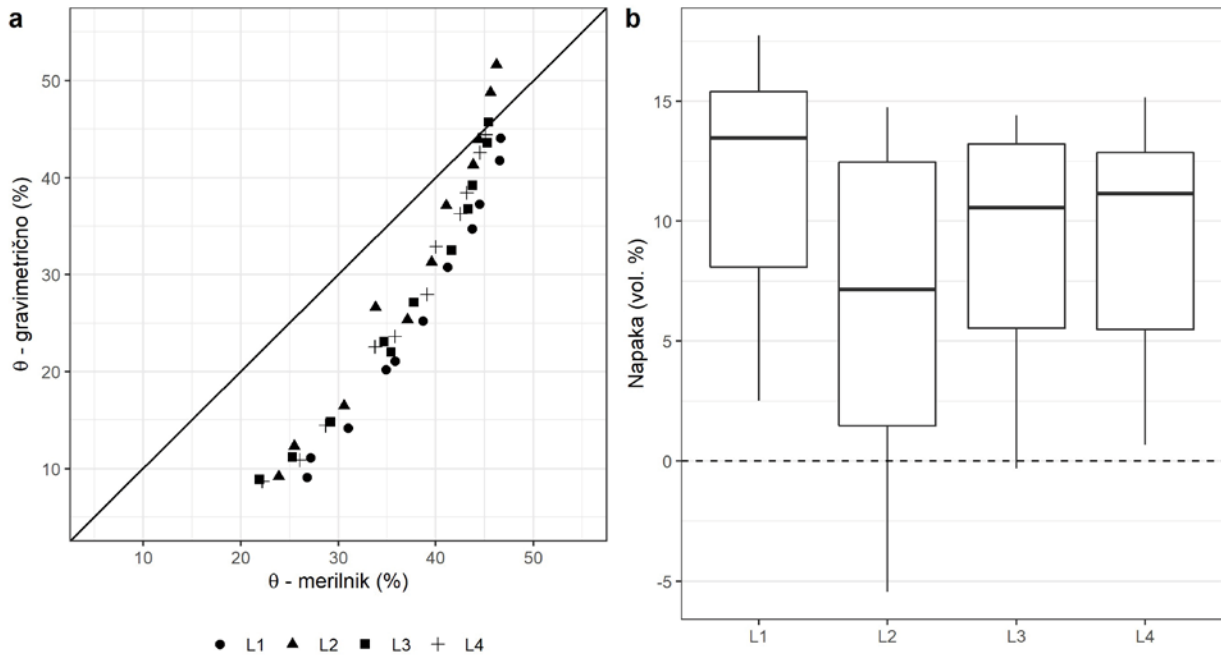 a
θ - gravimetrično (%)
50
40
30
20
10
10 20 30 40 50
θ - merilnik (%)
L1 L2 L3 L4
b
Napaka (vol. %)
15
10
5
0
-5
L1 L2 L3 L4